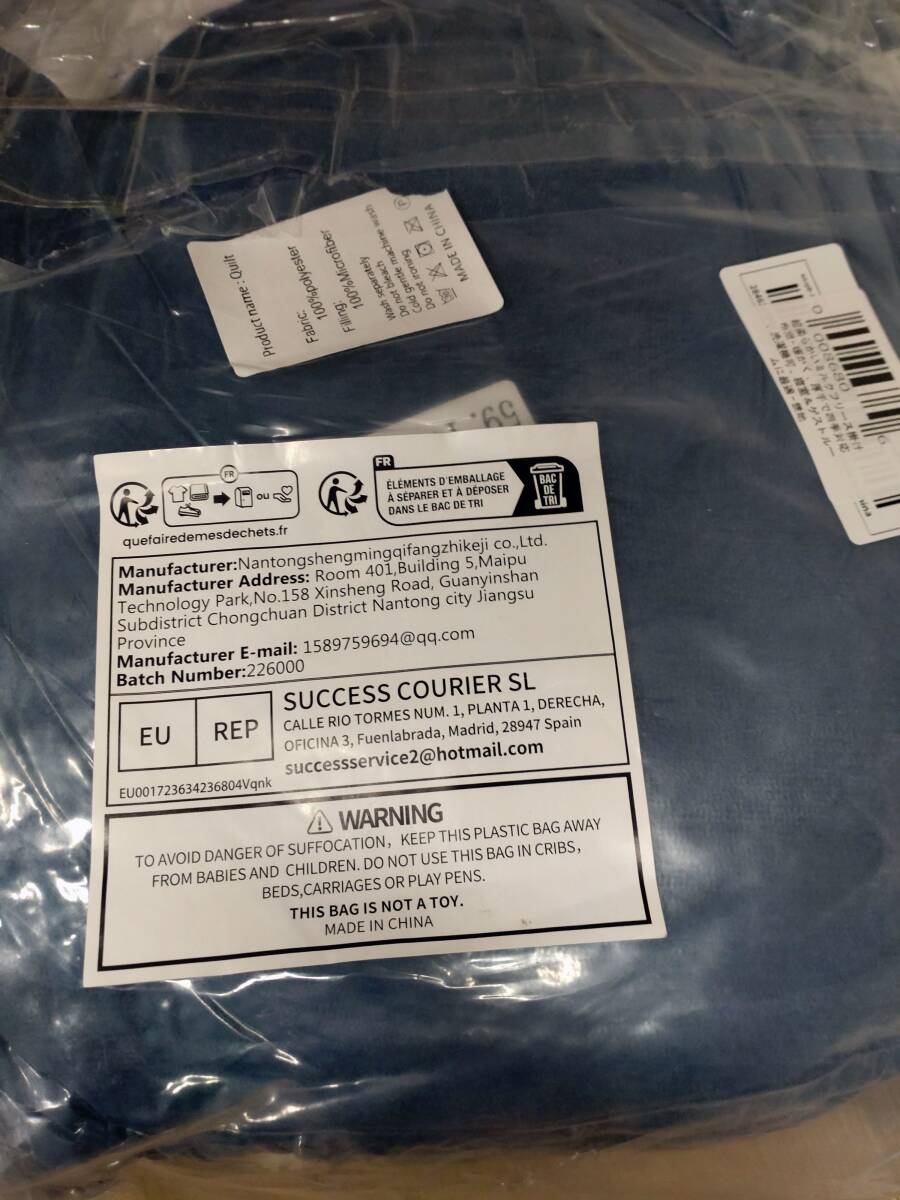 Product name : Quilt
Fabric:
100%polyester
Filling:
100%Microfiber
Wash separately
Do not bleach
Cold gentle machine wash
Do not ironing
P
MADE IN CHINA
59.
FR
OU
quefairedemesdechets.fr
FR
ÉLÉMENTS D'EMBALLAGE
À SÉPARER ET À DÉPOSER
DANS LE BAC DE TRI
BAC
DE
TRI
Manufacturer:Nantongshengmingqifangzhikeji co.,Ltd.
Manufacturer Address: Room 401,Building 5,Maipu
Technology Park,No.158 Xinsheng Road, Guanyinshan
Subdistrict Chongchuan District Nantong city Jiangsu
Province
Manufacturer E-mail: 1589759694@qq.com
Batch Number:226000
EU REP
SUCCESS COURIER SL
CALLE RIO TORMES NUM. 1, PLANTA 1, DERECHA,
OFICINA 3, Fuenlabrada, Madrid, 28947 Spain
successservice2@hotmail.com
EU001723634236804Vqnk
WARNING
TO AVOID DANGER OF SUFFOCATION, KEEP THIS PLASTIC BAG AWAY
FROM BABIES AND CHILDREN. DO NOT USE THIS BAG IN CRIBS,
BEDS,CARRIAGES OR PLAY PENS.
THIS BAG IS NOT A TOY.
MADE IN CHINA